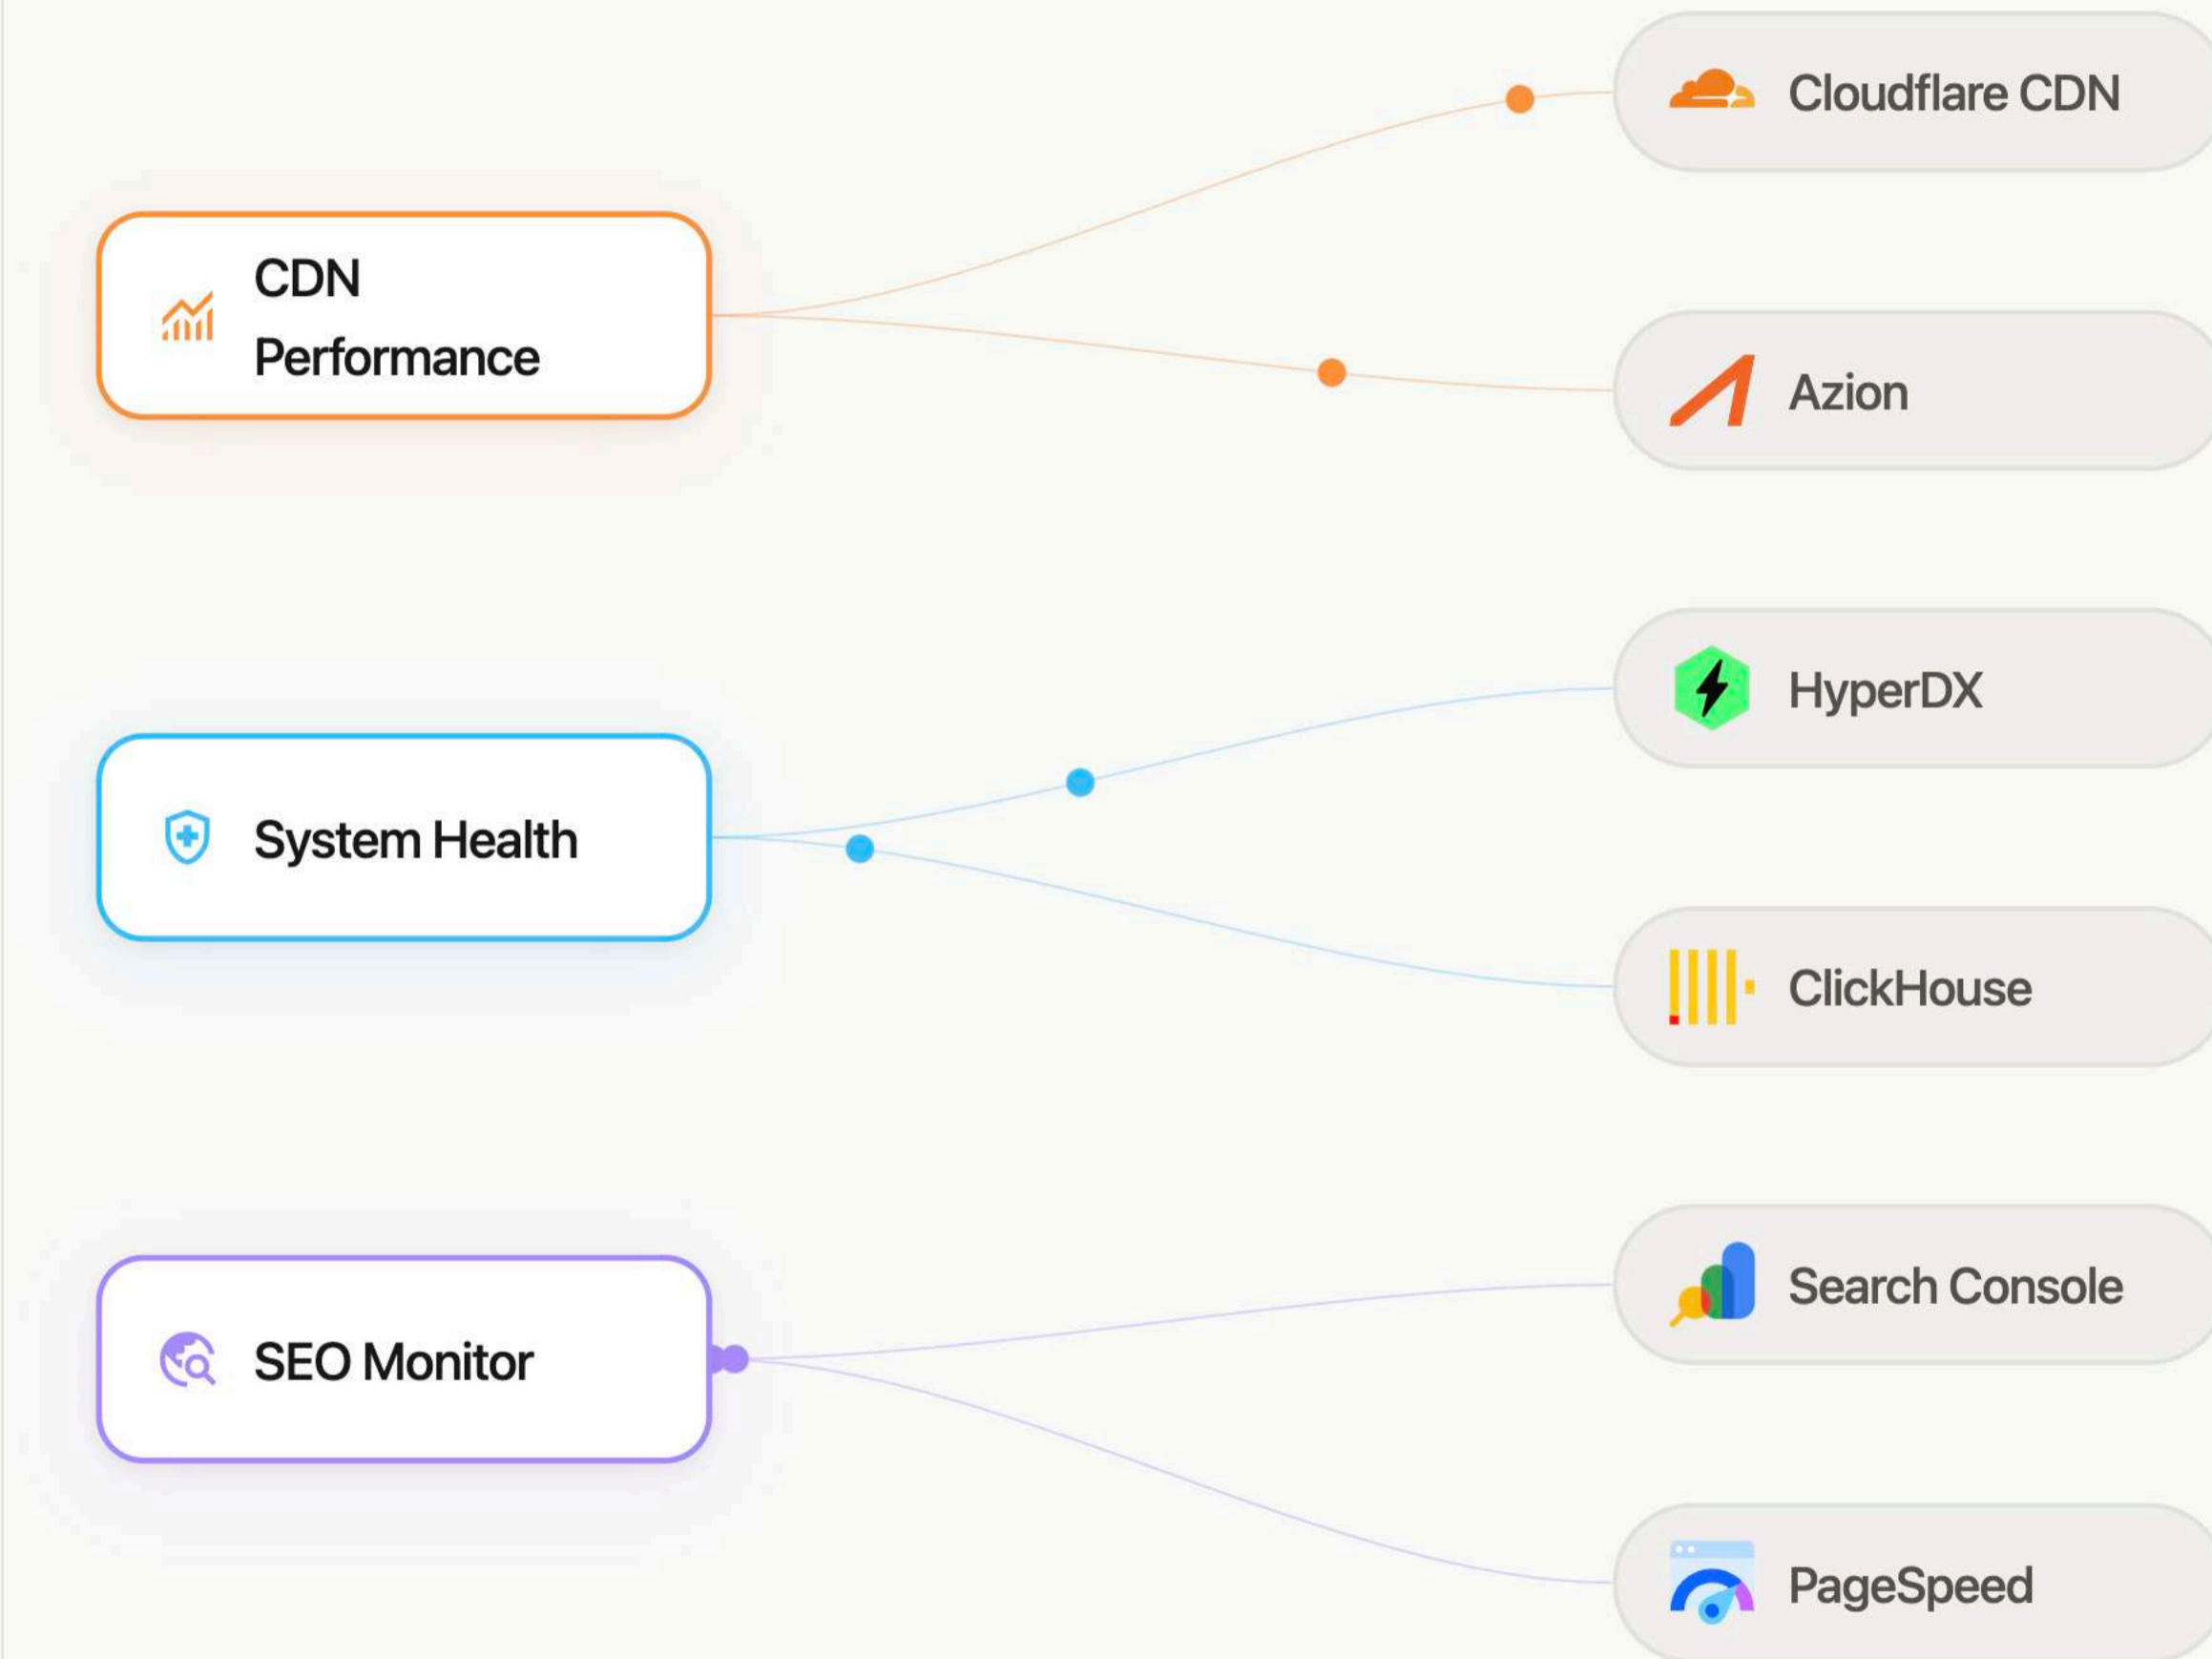 Cloudflare CDN
CDN
Performance
Azion
HyperDX
System Health
ClickHouse
Search Console
SEO Monitor
PageSpeed